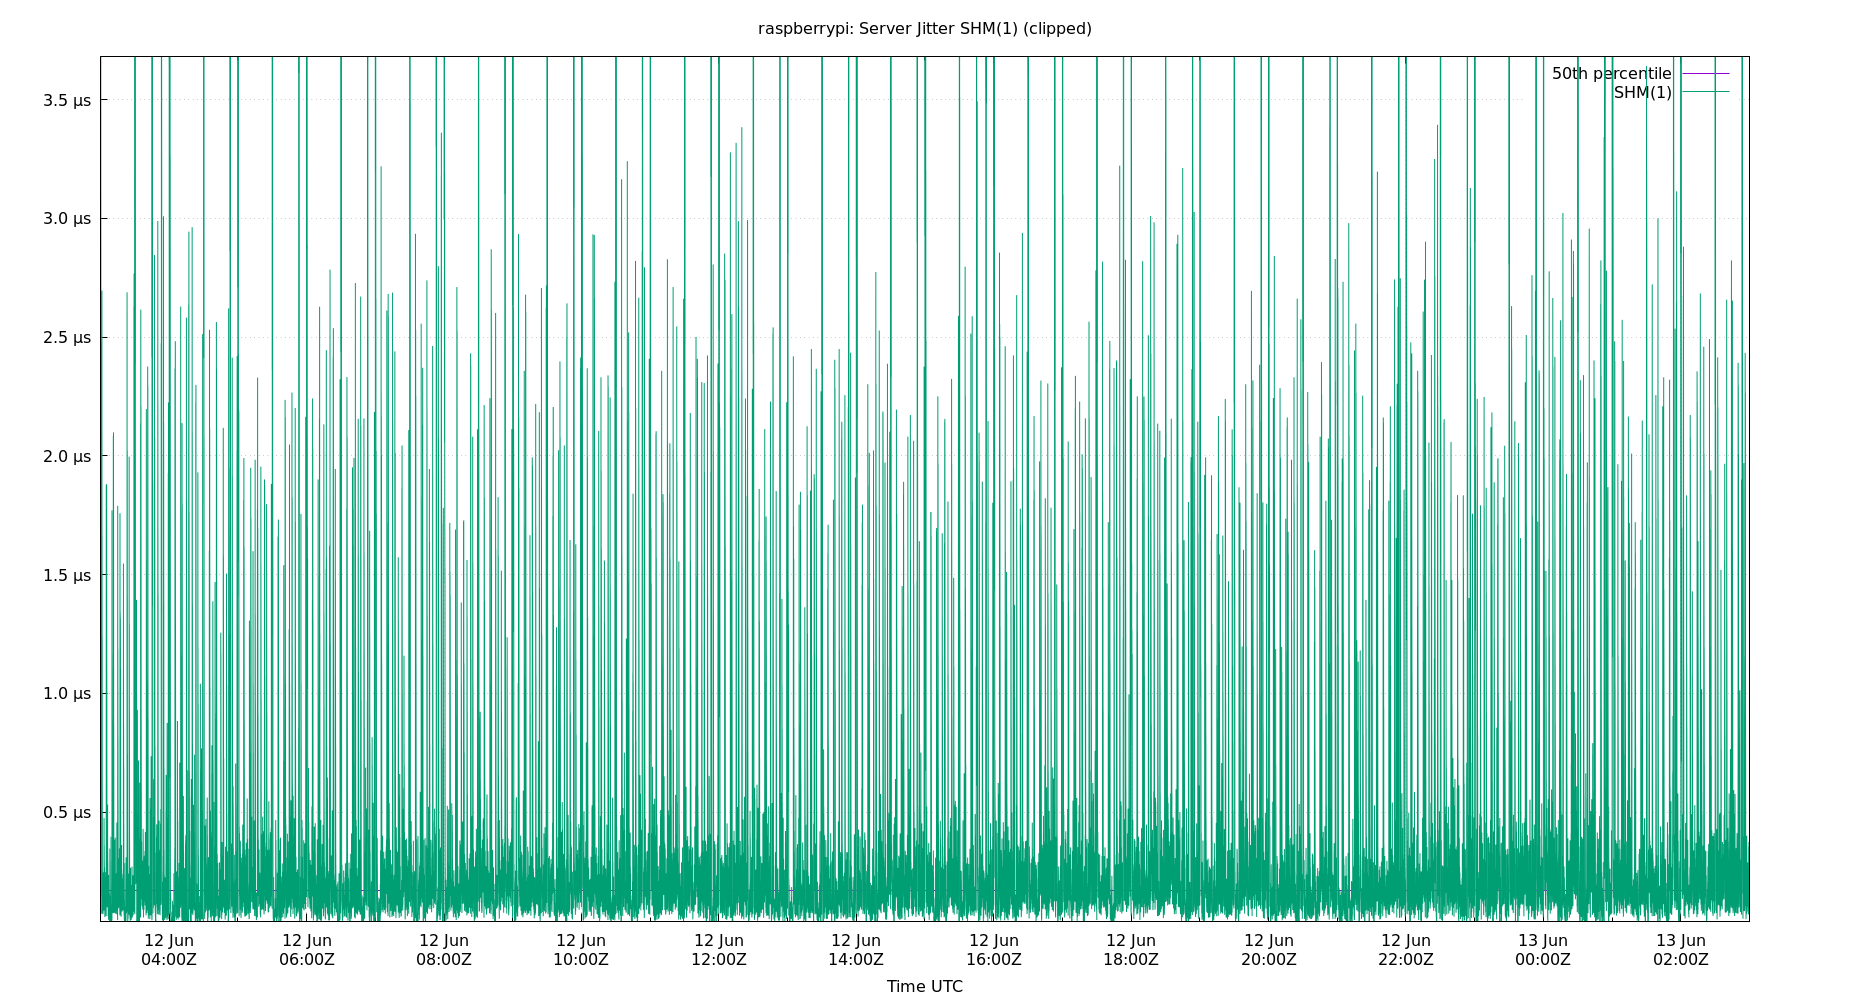 raspberrypi: Server Jitter SHM(1) (clipped)
50th percentile
SHM(1)
3.5 μs
3.0 μs
2.5 μs
2.0 μs
1.5 μs
1.0 μs
0.5 μs
12 Jun 12 Jun 12 Jun 12 Jun 12 Jun 12 Jun 12 Jun 12 Jun 12 Jun 12 Jun 13 Jun 13 Jun
04:00Z 06:00Z 08:00Z 10:00Z 12:00Z 14:00Z 16:00Z 18:00Z 20:00Z 22:00Z 00:00Z 02:00Z
Time UTC